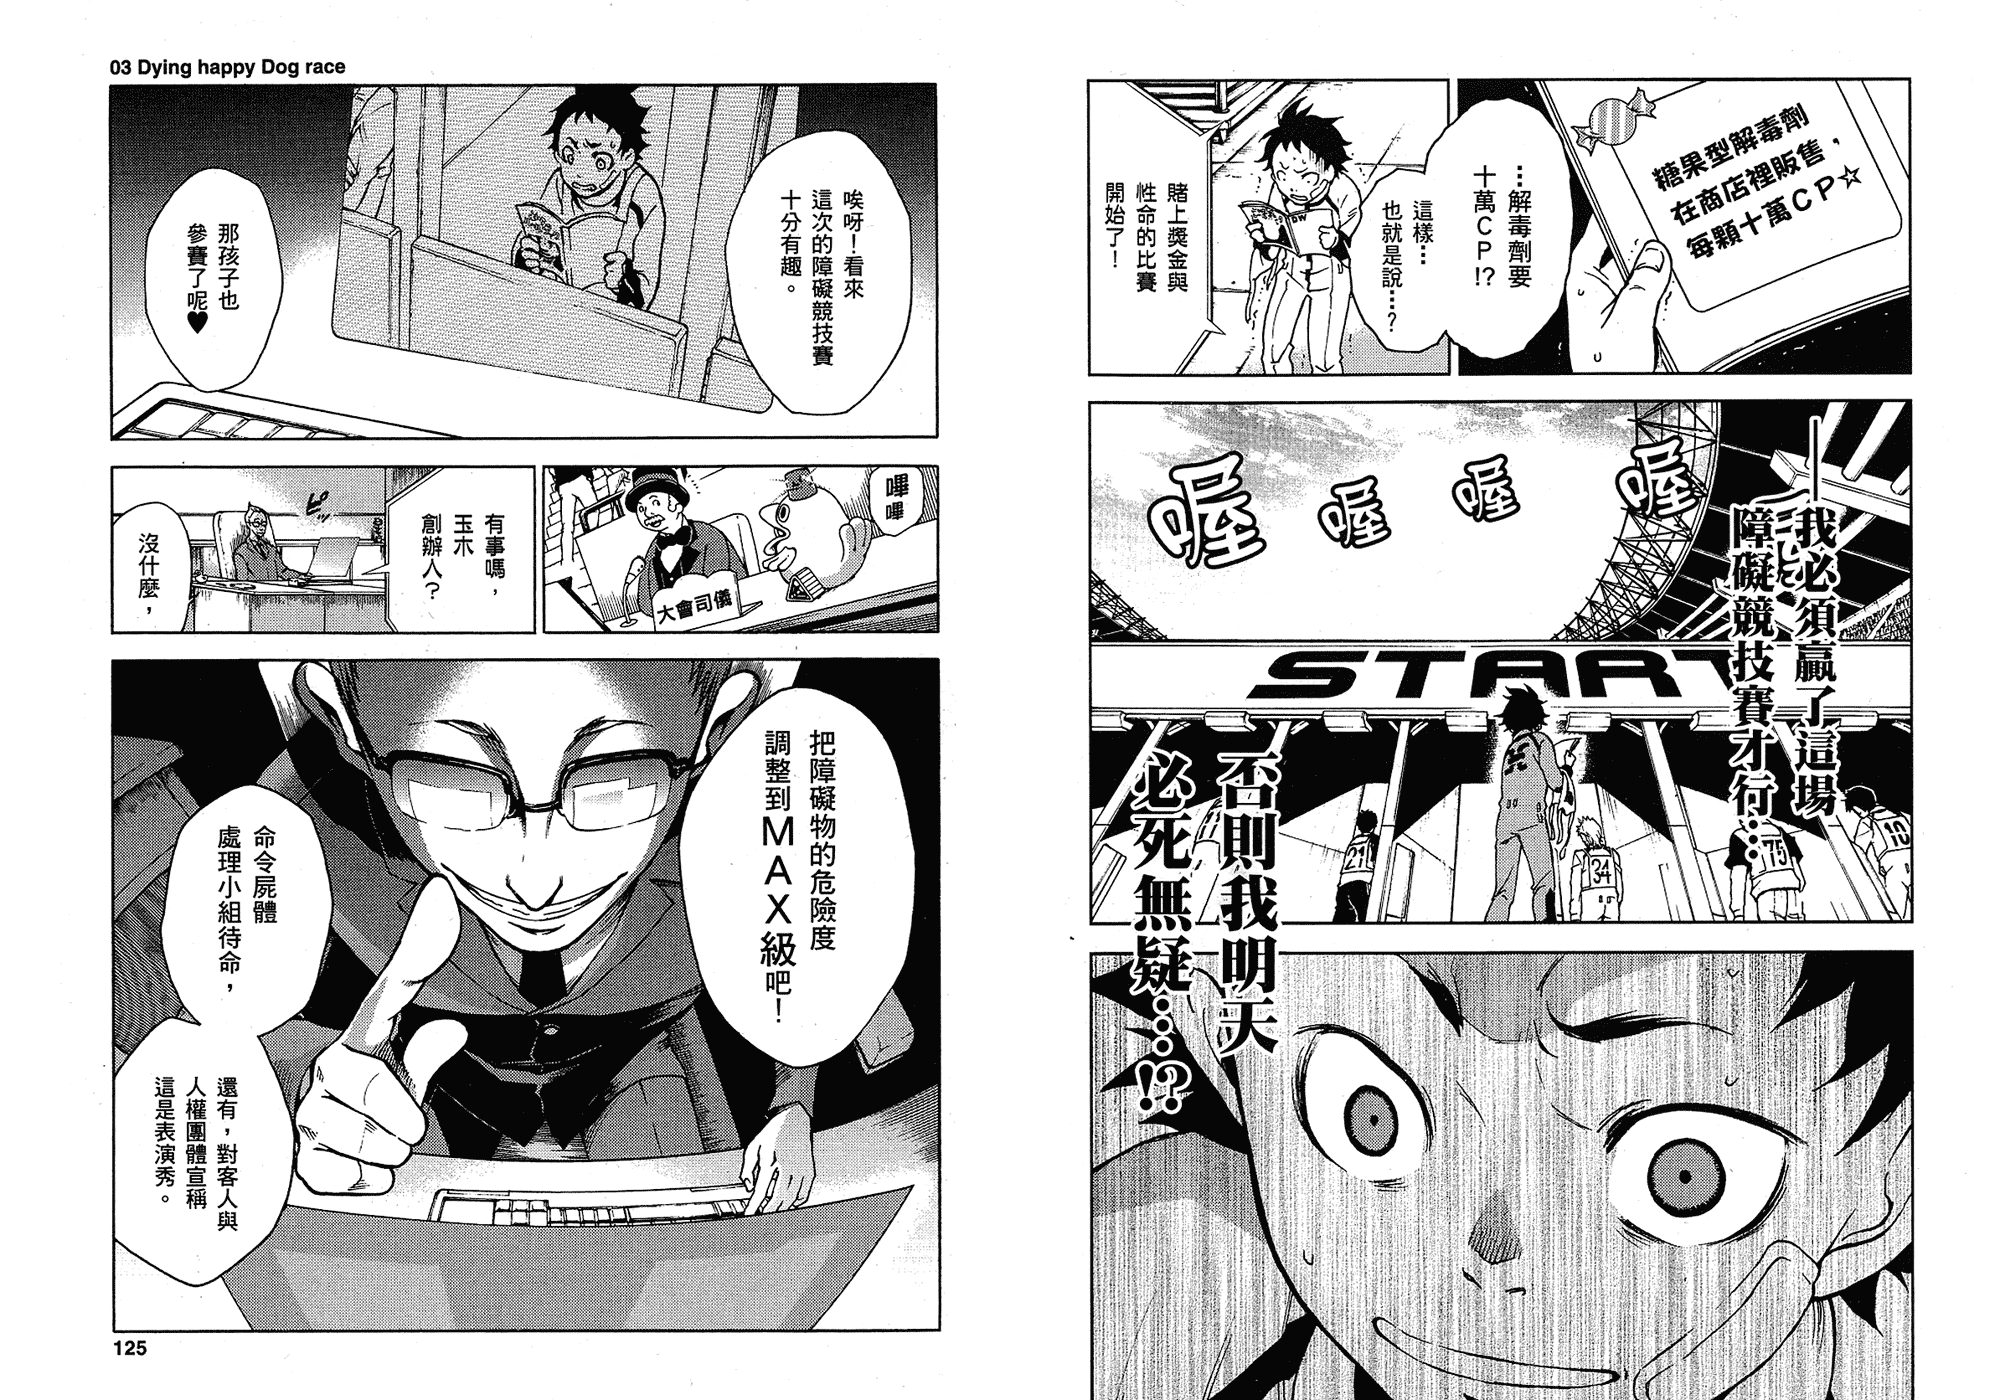 糖果型解毒劑
在商店裡販售，
每顆十萬CP☆
…解毒劑要
十萬CP!?
這樣…
也就是說…？
賭上獎金與
性命的比賽
開始了！
喔
喔
喔
喔
——我必須贏了這場
障礙競技賽才行…
START
21
34
75
10
否則我明天
必死無疑……!?
03 Dying happy Dog race
唉呀！看來
這次的障礙競技賽
十分有趣。
那孩子也
參賽了呢♥
嗶嗶
大會司儀
有事嗎，
玉木
創辦人？
ピッ
沒什麼，
把障礙物的危險度
調整到MAX級吧！
命令屍體
處理小組待命，
還有，對客人與
人權團體宣稱
這是表演秀。
125